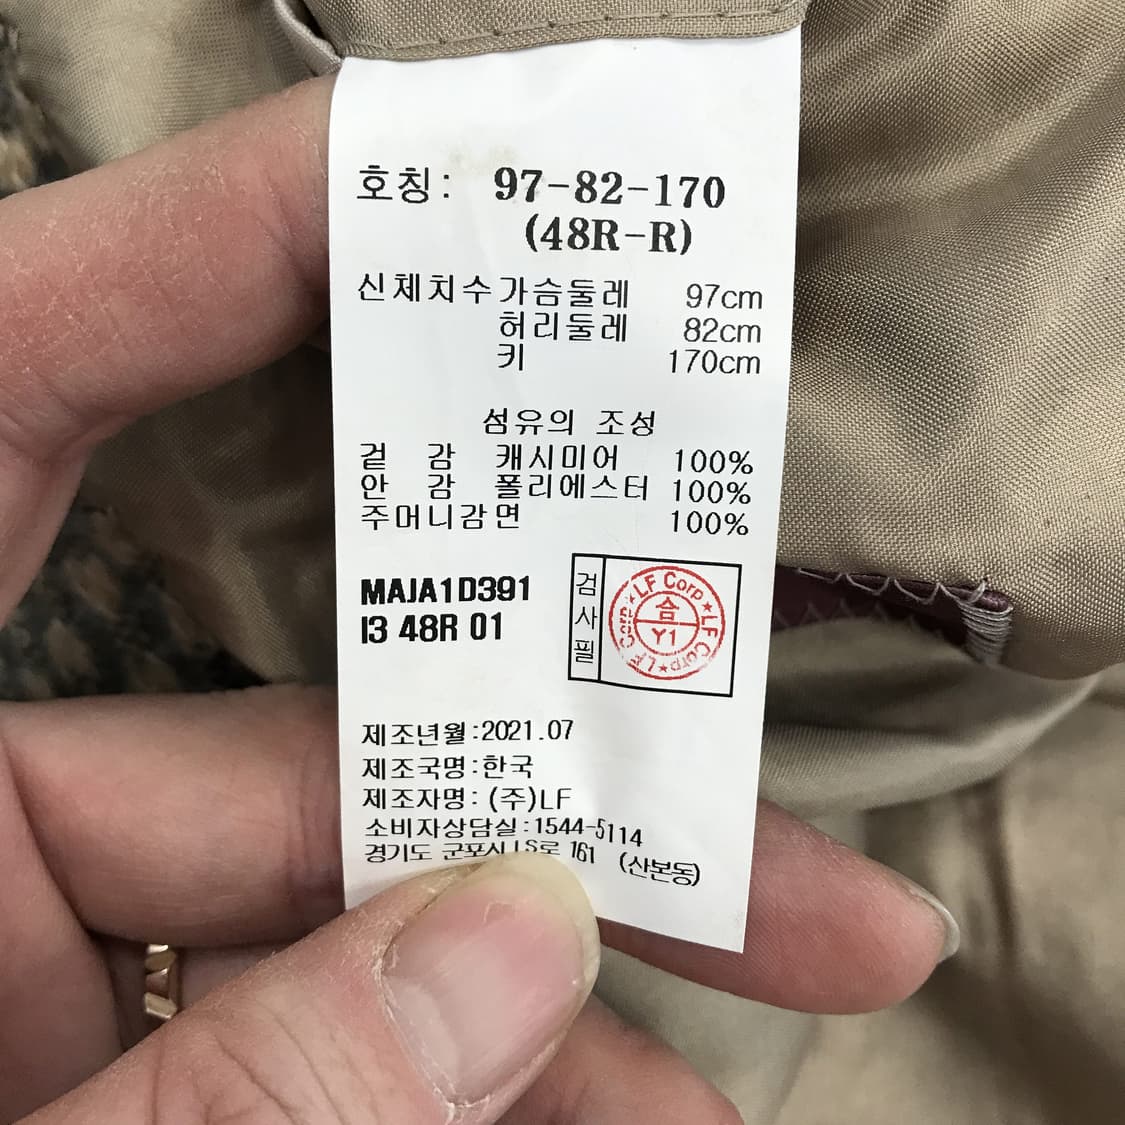 호칭: 97-82-170
(48R-R)
신체치수 가슴둘레 97cm
허리둘레 82cm
키 170cm
섬유의 조성
겉 감 캐시미어 100%
안 감 폴리에스터 100%
주머니감 면 100%
MAJA1D391
I3 48R 01
검사필
LF Corp ★ LF Corp ★ LF Corp ★
合
Y1
제조년월:2021.07
제조국명:한국
제조자명: (주)LF
소비자상담실:1544-5114
경기도 군포시 LS로 161 (산본동)